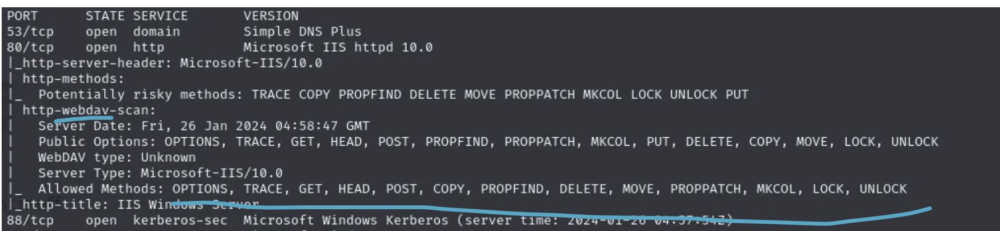 PORT STATE SERVICE VERSION
53/tcp open domain Simple DNS Plus
80/tcp open http Microsoft IIS httpd 10.0
|_http-server-header: Microsoft-IIS/10.0
| http-methods:
|_ Potentially risky methods: TRACE COPY PROPFIND DELETE MOVE PROPPATCH MKCOL LOCK UNLOCK PUT
| http-webdav-scan:
| Server Date: Fri, 26 Jan 2024 04:58:47 GMT
| Public Options: OPTIONS, TRACE, GET, HEAD, POST, PROPFIND, PROPPATCH, MKCOL, PUT, DELETE, COPY, MOVE, LOCK, UNLOCK
| WebDAV type: Unknown
| Server Type: Microsoft-IIS/10.0
|_ Allowed Methods: OPTIONS, TRACE, GET, HEAD, POST, COPY, PROPFIND, DELETE, MOVE, PROPPATCH, MKCOL, LOCK, UNLOCK
|_http-title: IIS Windows Server
88/tcp open kerberos-sec Microsoft Windows Kerberos (server time: 2024-01-26 04:57:54Z)